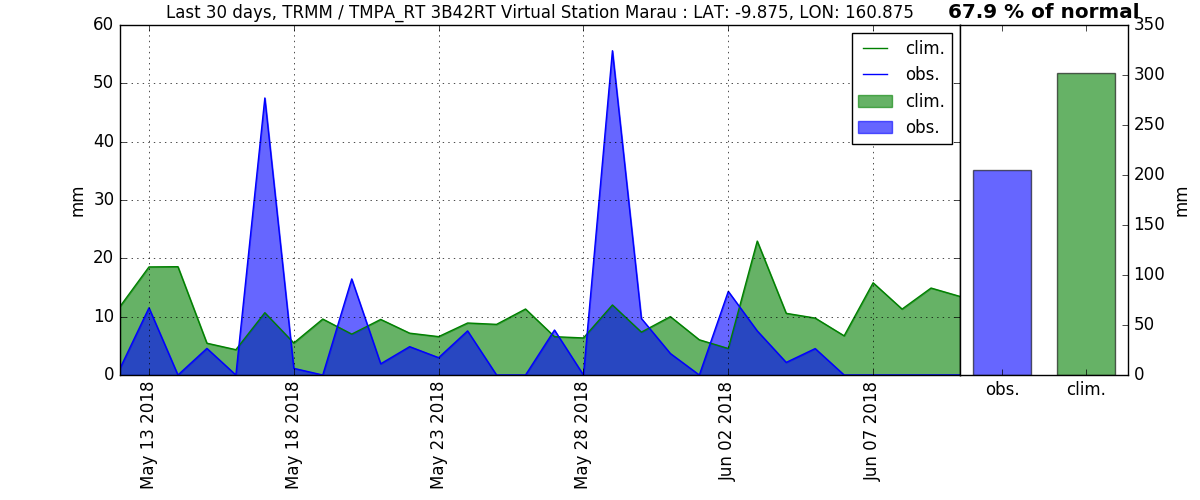 Last 30 days, TRMM / TMPA_RT 3B42RT Virtual Station Marau : LAT: -9.875, LON: 160.875
67.9 % of normal
60
50
40
30
20
10
0
mm
clim.
obs.
clim.
obs.
May 13 2018
May 18 2018
May 23 2018
May 28 2018
Jun 02 2018
Jun 07 2018
350
300
250
200
150
100
50
0
mm
obs.
clim.